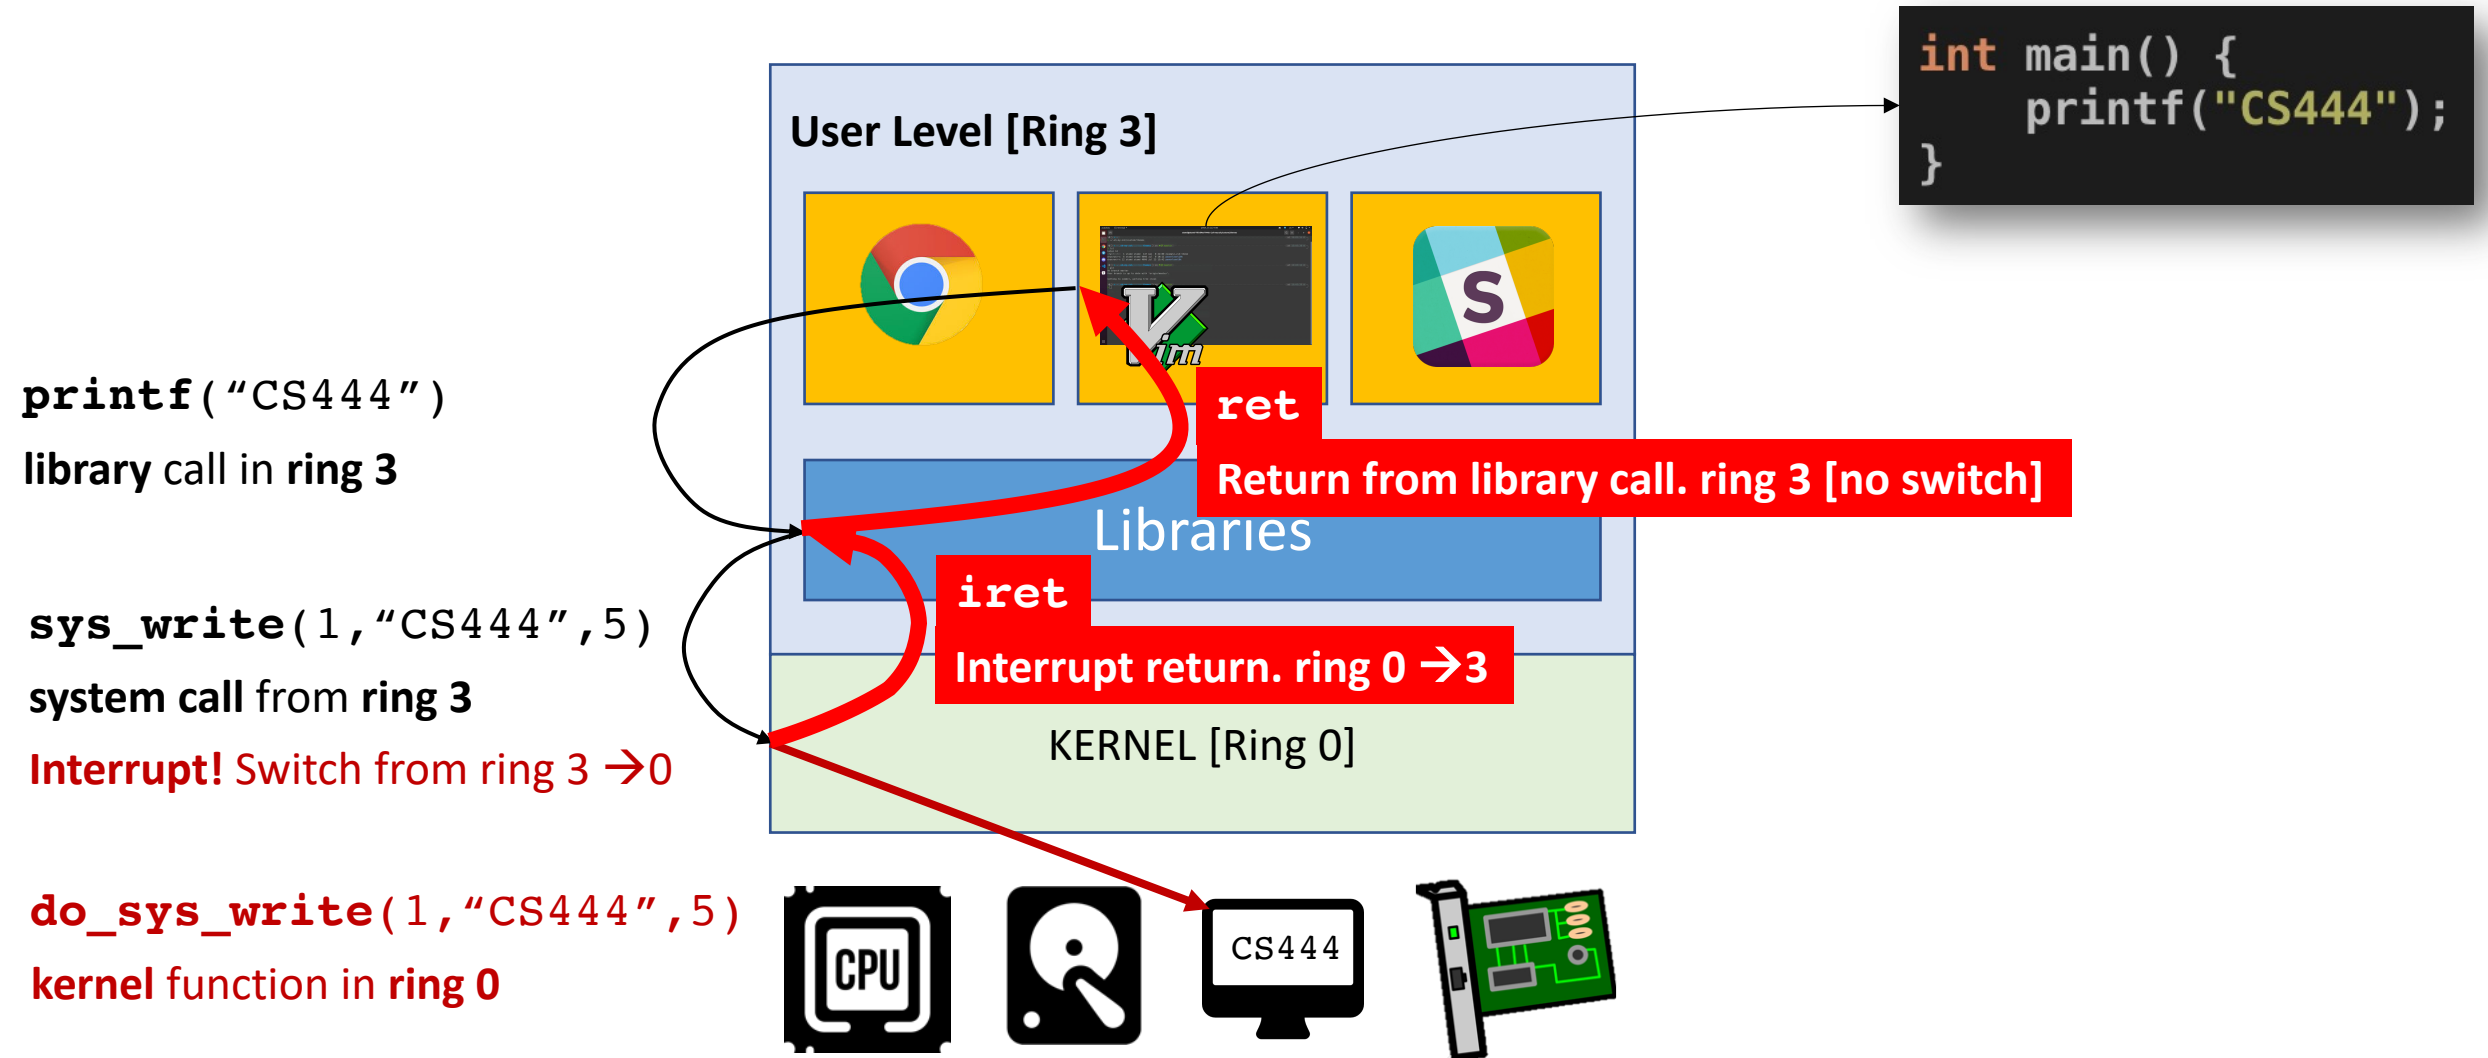 int main() {
printf("CS444");
}
User Level [Ring 3]
S
Vim
printf(“CS444”)
library call in ring 3
ret
Return from library call. ring 3 [no switch]
Libraries
iret
Interrupt return. ring 0 →3
sys_write(1,“CS444”,5)
system call from ring 3
Interrupt! Switch from ring 3 →0
KERNEL [Ring 0]
do_sys_write(1,“CS444”,5)
kernel function in ring 0
CPU
CS444